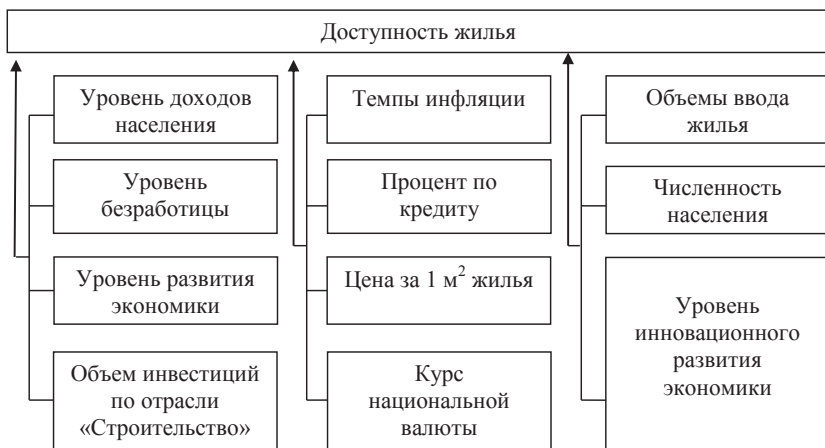 Доступность жилья
Уровень доходов
населения
Уровень
безработицы
Уровень развития
экономики
Объем инвестиций
по отрасли
«Строительство»
Темпы инфляции
Процент по
кредиту
Цена за 1 м² жилья
Курс
национальной
валюты
Объемы ввода
жилья
Численность
населения
Уровень
инновационного
развития
экономики